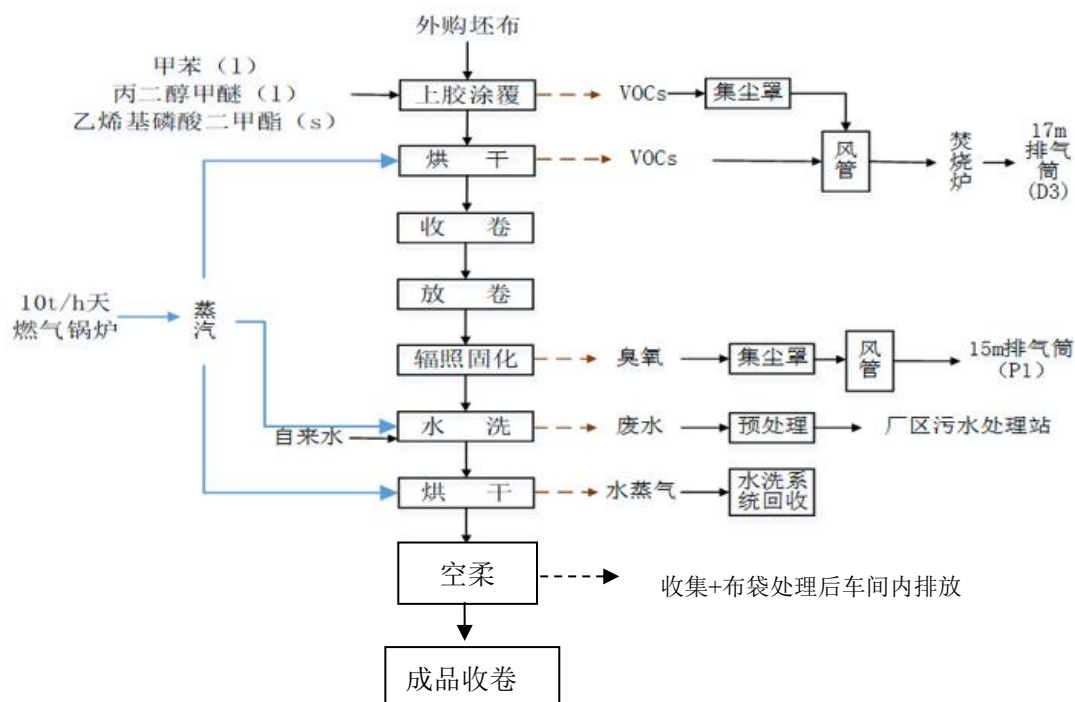 外购坯布
甲苯（l）
丙二醇甲醚（l）
乙烯基磷酸二甲酯（s）
上胶涂覆
VOCs
集尘罩
烘 干
VOCs
风管
焚烧炉
17m
排气
筒
(D3)
收 卷
放 卷
10t/h天
燃气锅炉
蒸汽
辐照固化
臭氧
集尘罩
风管
15m排气筒
（P1）
自来水
水 洗
废水
预处理
厂区污水处理站
烘 干
水蒸气
水洗系
统回收
空柔
收集+布袋处理后车间内排放
成品收卷